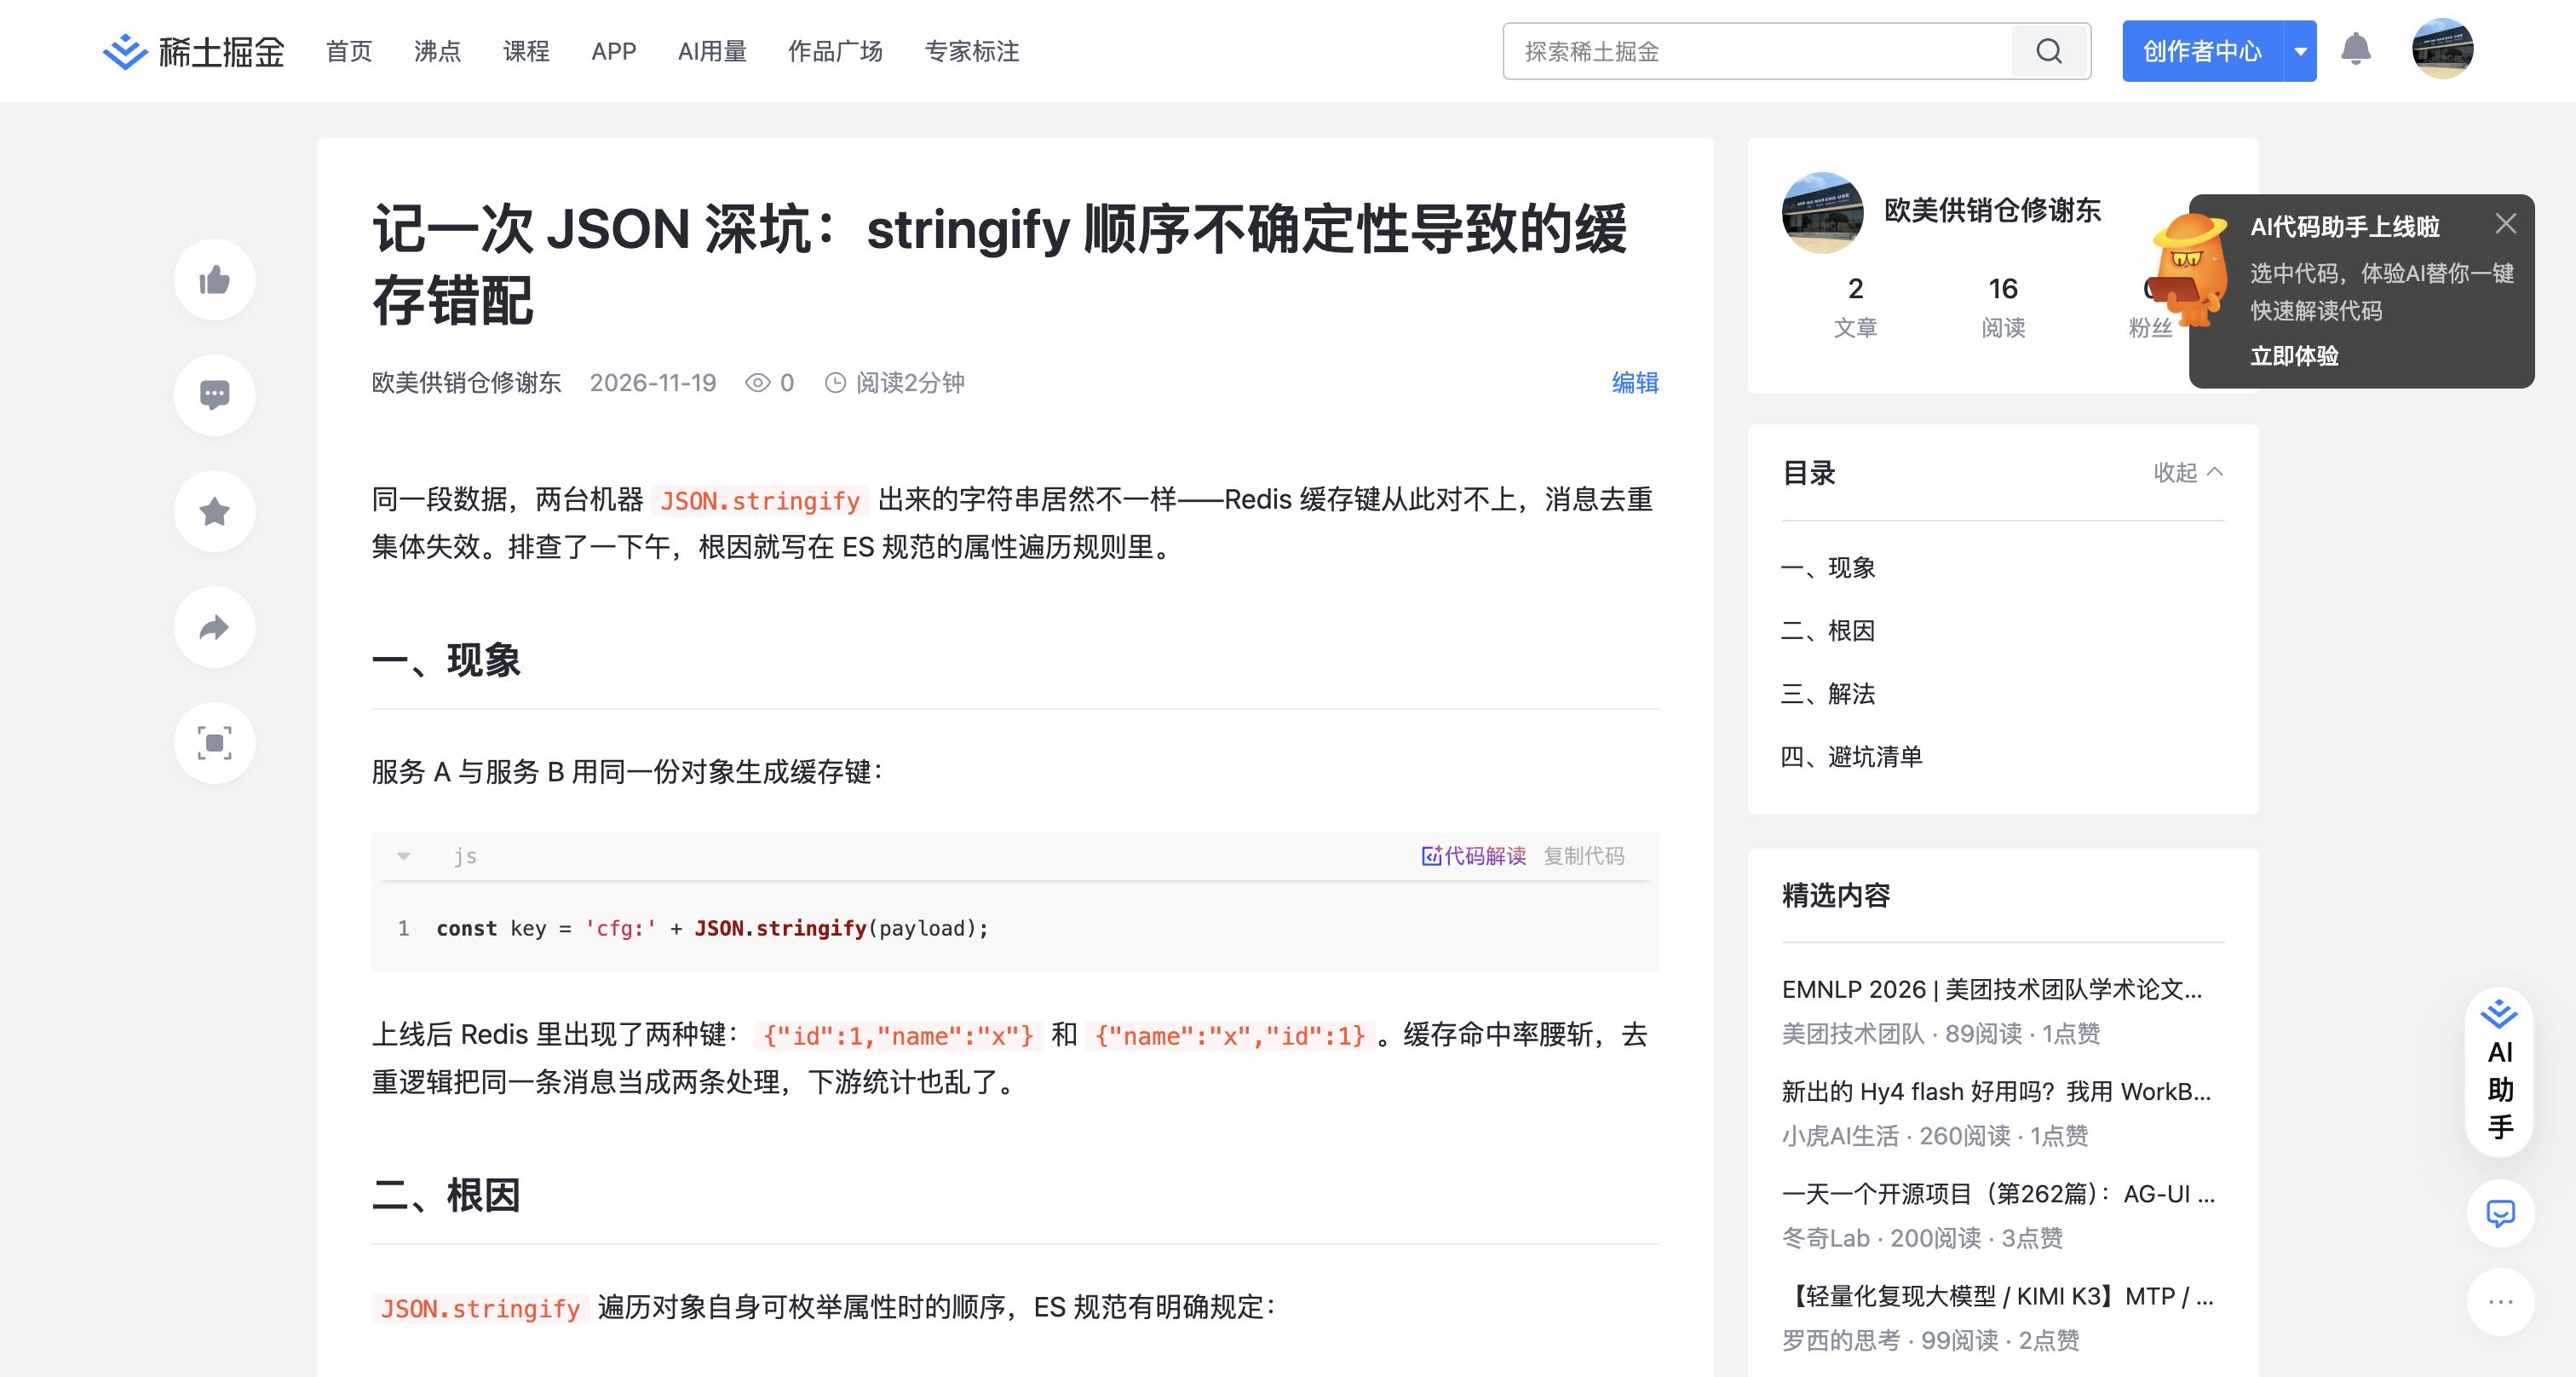 稀土掘金
首页
沸点
课程
APP
AI用量
作品广场
专家标注
探索稀土掘金
创作者中心
记一次 JSON 深坑：stringify 顺序不确定性导致的缓
存错配
欧美供销仓修谢东
2026-11-19
0
阅读2分钟
编辑
同一段数据，两台机器 JSON.stringify 出来的字符串居然不一样——Redis 缓存键从此对不上，消息去重
集体失效。排查了一下午，根因就写在 ES 规范的属性遍历规则里。
一、现象
服务 A 与服务 B 用同一份对象生成缓存键：
js
代码解读
复制代码
1 const key = 'cfg:' + JSON.stringify(payload);
上线后 Redis 里出现了两种键： {"id":1,"name":"x"} 和 {"name":"x","id":1} 。缓存命中率腰斩，去
重逻辑把同一条消息当成两条处理，下游统计也乱了。
二、根因
JSON.stringify 遍历对象自身可枚举属性时的顺序，ES 规范有明确规定：
欧美供销仓修谢东
2
文章
16
阅读
粉丝
AI代码助手上线啦
选中代码，体验AI替你一键
快速解读代码
立即体验
目录
收起
一、现象
二、根因
三、解法
四、避坑清单
精选内容
EMNLP 2026 | 美团技术团队学术论文...
美团技术团队 · 89阅读 · 1点赞
新出的 Hy4 flash 好用吗？我用 WorkB...
小虎AI生活 · 260阅读 · 1点赞
一天一个开源项目（第262篇）：AG-UI ...
冬奇Lab · 200阅读 · 3点赞
【轻量化复现大模型 / KIMI K3】MTP / ...
罗西的思考 · 99阅读 · 2点赞
AI
助
手